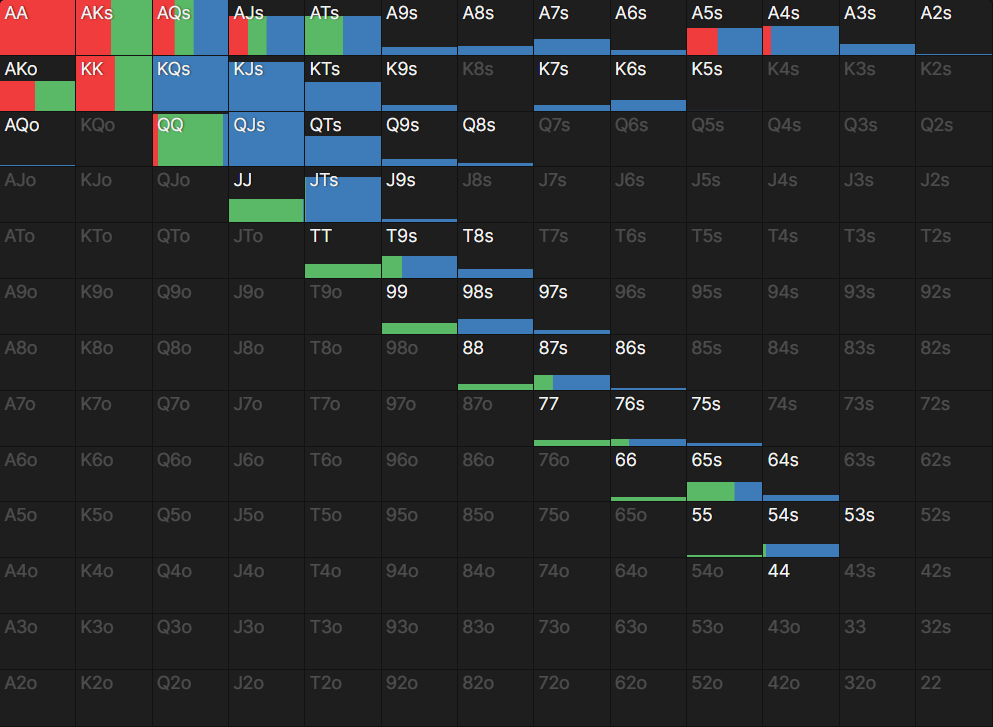 AA AKs AQs AJs ATs A9s A8s A7s A6s A5s A4s A3s A2s
AKo KK KQs KJs KTs K9s K8s K7s K6s K5s K4s K3s K2s
AQo KQo QQ QJs QTs Q9s Q8s Q7s Q6s Q5s Q4s Q3s Q2s
AJo KJo QJo JJ JTs J9s J8s J7s J6s J5s J4s J3s J2s
ATo KTo QTo JTo TT T9s T8s T7s T6s T5s T4s T3s T2s
A9o K9o Q9o J9o T9o 99 98s 97s 96s 95s 94s 93s 92s
A8o K8o Q8o J8o T8o 98o 88 87s 86s 85s 84s 83s 82s
A7o K7o Q7o J7o T7o 97o 87o 77 76s 75s 74s 73s 72s
A6o K6o Q6o J6o T6o 96o 86o 76o 66 65s 64s 63s 62s
A5o K5o Q5o J5o T5o 95o 85o 75o 65o 55 54s 53s 52s
A4o K4o Q4o J4o T4o 94o 84o 74o 64o 54o 44 43s 42s
A3o K3o Q3o J3o T3o 93o 83o 73o 63o 53o 43o 33 32s
A2o K2o Q2o J2o T2o 92o 82o 72o 62o 52o 42o 32o 22